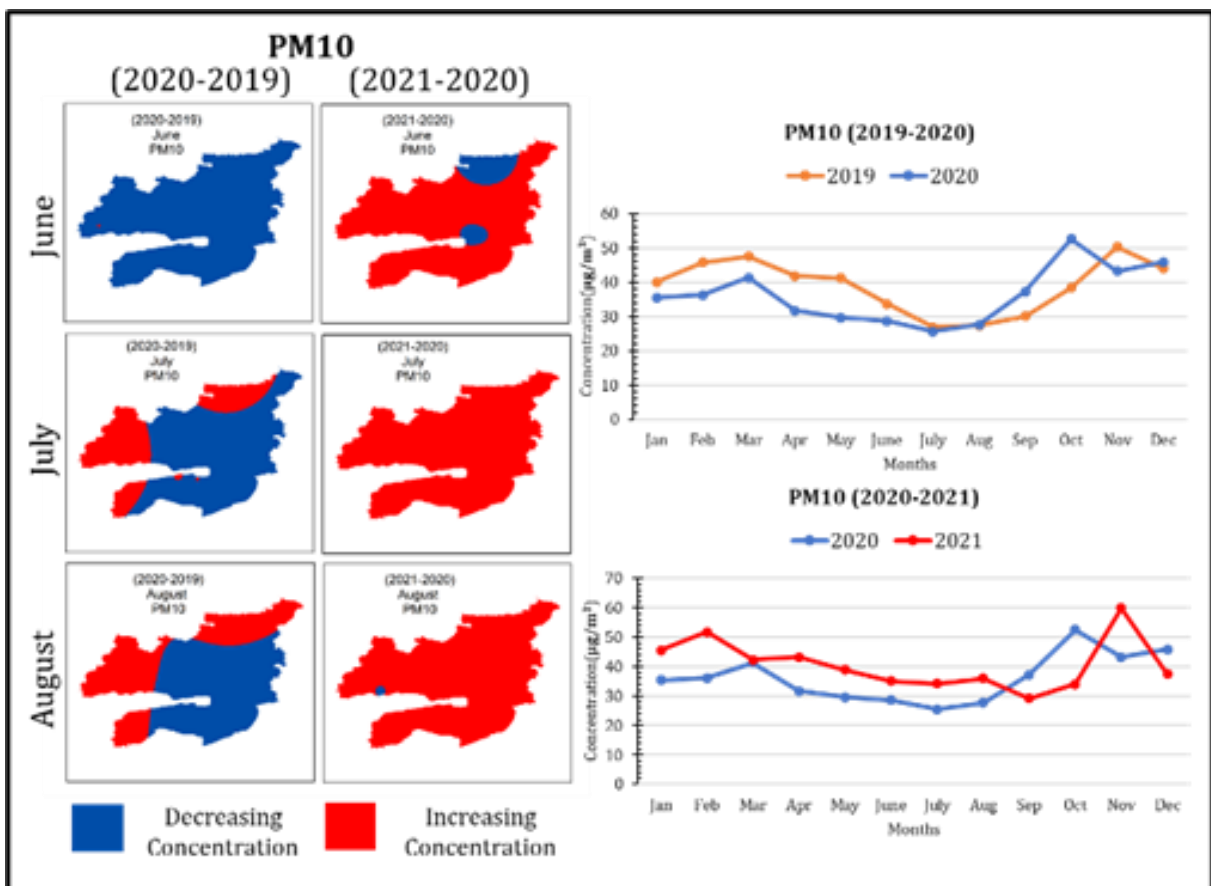 PM10
(2020-2019) (2021-2020)
June
(2020-2019)
June
PM10
(2021-2020)
June
PM10
July
(2020-2019)
July
PM10
(2021-2020)
July
PM10
August
(2020-2019)
August
PM10
(2021-2020)
August
PM10
Decreasing
Concentration
Increasing
Concentration
PM10 (2019-2020)
2019 2020
Concentration(µg/m³)
60
50
40
30
20
10
0
Jan Feb Mar Apr May June July Aug Sep Oct Nov Dec
Months
PM10 (2020-2021)
2020 2021
Concentration(µg/m³)
70
60
50
40
30
20
10
0
Jan Feb Mar Apr May June July Aug Sep Oct Nov Dec
Months